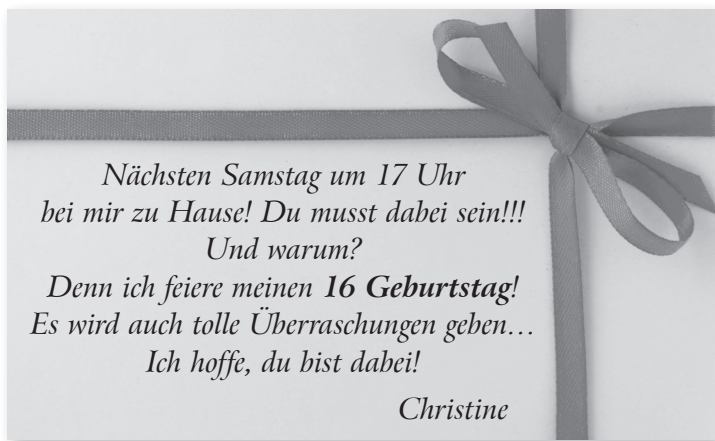 Nächsten Samstag um 17 Uhr
bei mir zu Hause! Du musst dabei sein!!!
Und warum?
Denn ich feiere meinen 16 Geburtstag!
Es wird auch tolle Überraschungen geben…
Ich hoffe, du bist dabei!
Christine